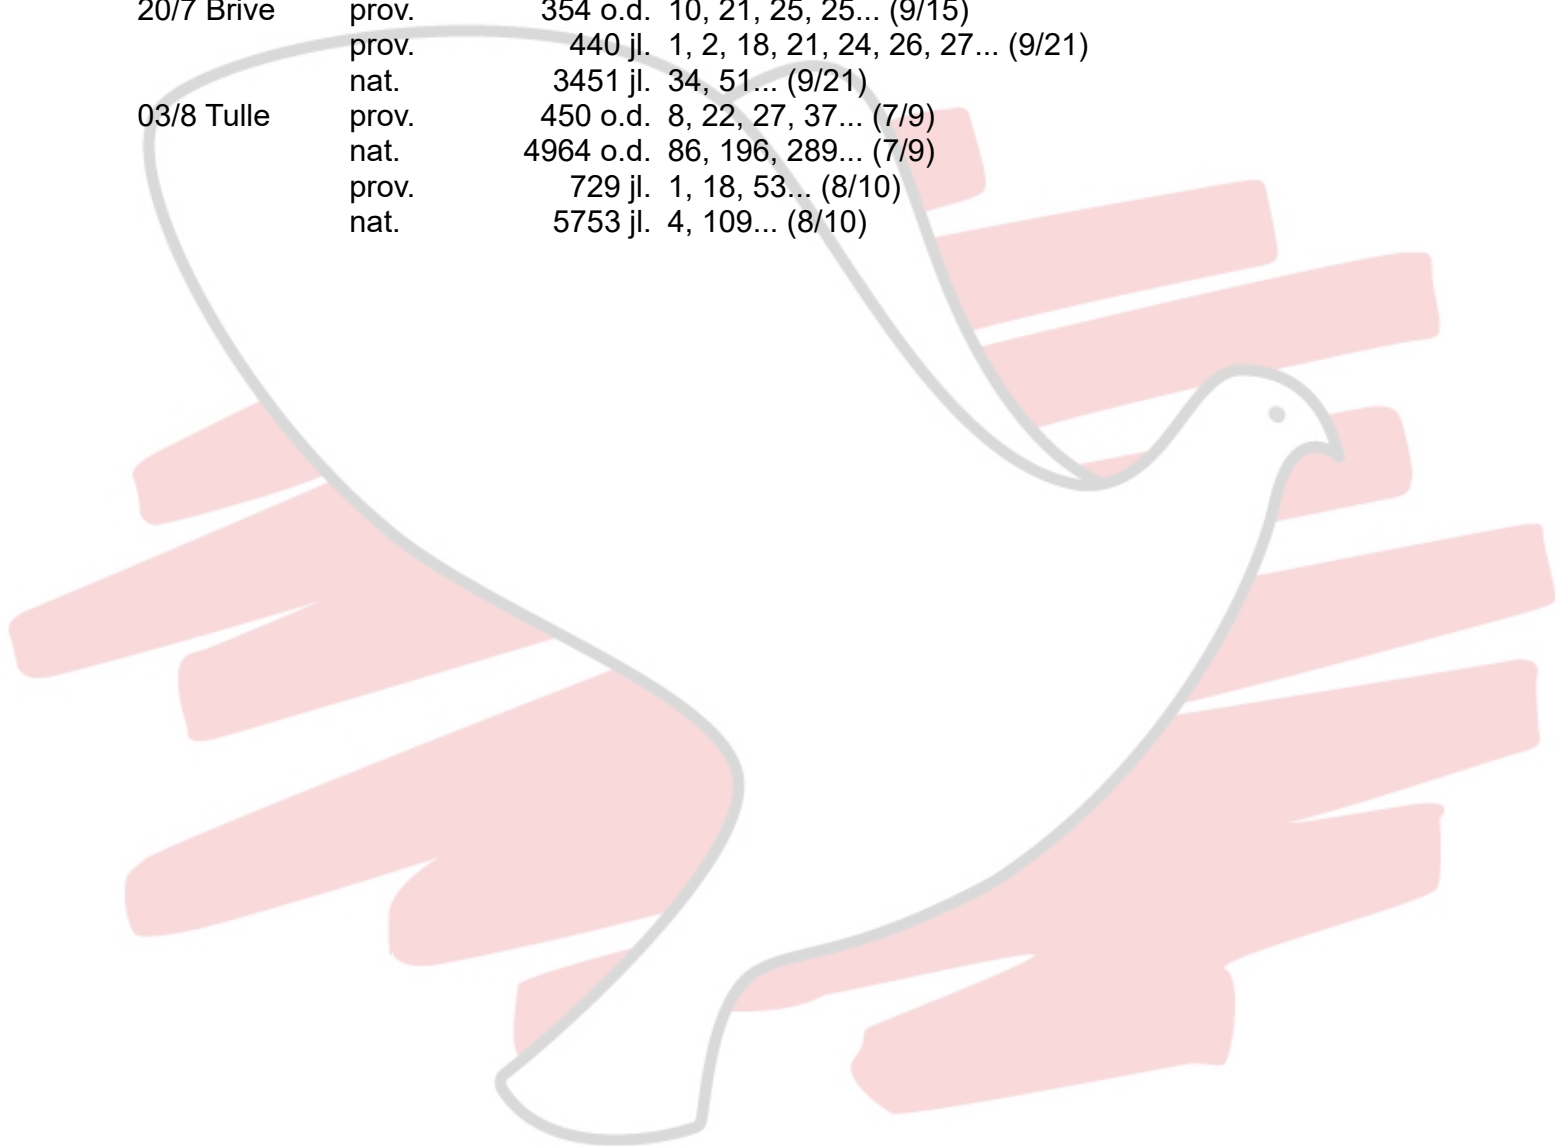 20/7 Brive prov. 354 o.d. 10, 21, 25, 25... (9/15)
prov. 440 jl. 1, 2, 18, 21, 24, 26, 27... (9/21)
nat. 3451 jl. 34, 51... (9/21)
03/8 Tulle prov. 450 o.d. 8, 22, 27, 37... (7/9)
nat. 4964 o.d. 86, 196, 289... (7/9)
prov. 729 jl. 1, 18, 53... (8/10)
nat. 5753 jl. 4, 109... (8/10)